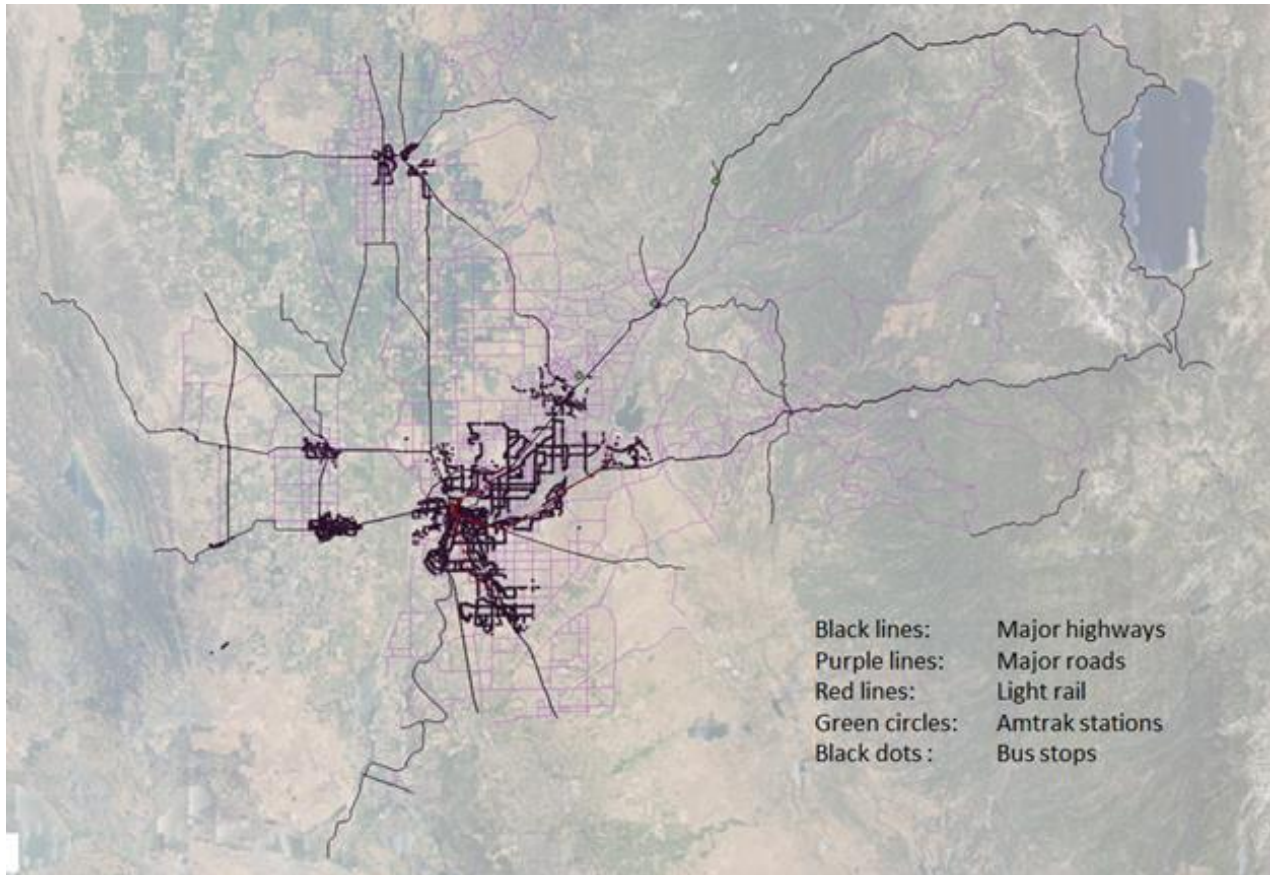 Black lines: Major highways
Purple lines: Major roads
Red lines: Light rail
Green circles: Amtrak stations
Black dots : Bus stops